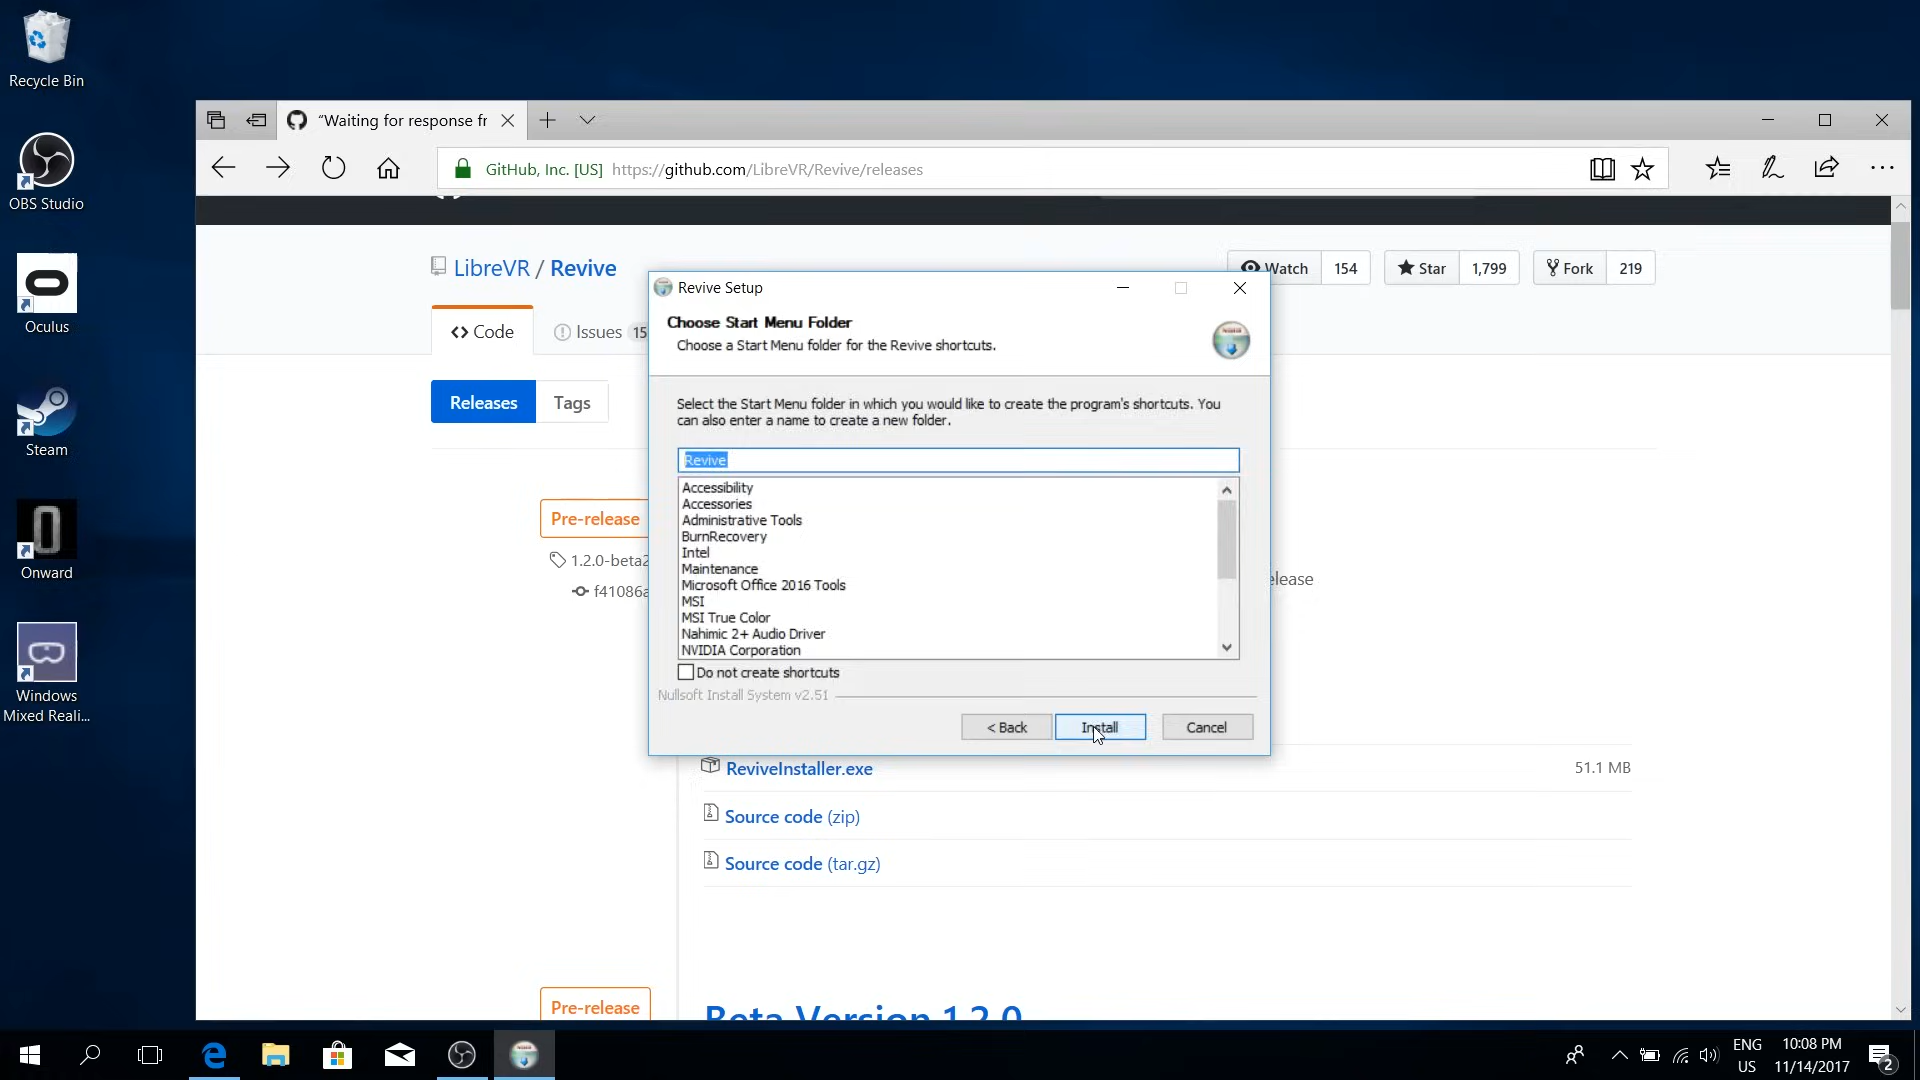 Recycle Bin
OBS Studio
Oculus
Steam
Onward
Windows
Mixed Reali...
"Waiting for response fr
GitHub, Inc. [US] https://github.com/LibreVR/Revive/releases
LibreVR / Revive
Watch 154
Star 1,799
Fork 219
Code
Issues 15
Releases
Tags
Pre-release
1.2.0-beta2
f41086a
elease
Revive Setup
Choose Start Menu Folder
Choose a Start Menu folder for the Revive shortcuts.
Select the Start Menu folder in which you would like to create the program's shortcuts. You
can also enter a name to create a new folder.
Revive
Accessibility
Accessories
Administrative Tools
BurnRecovery
Intel
Maintenance
Microsoft Office 2016 Tools
MSI
MSI True Color
Nahimic 2+ Audio Driver
NVIDIA Corporation
Do not create shortcuts
Nullsoft Install System v2.51
< Back
Install
Cancel
ReviveInstaller.exe
51.1 MB
Source code (zip)
Source code (tar.gz)
Pre-release
Beta Version 1.2.0
ENG
US
10:08 PM
11/14/2017
2